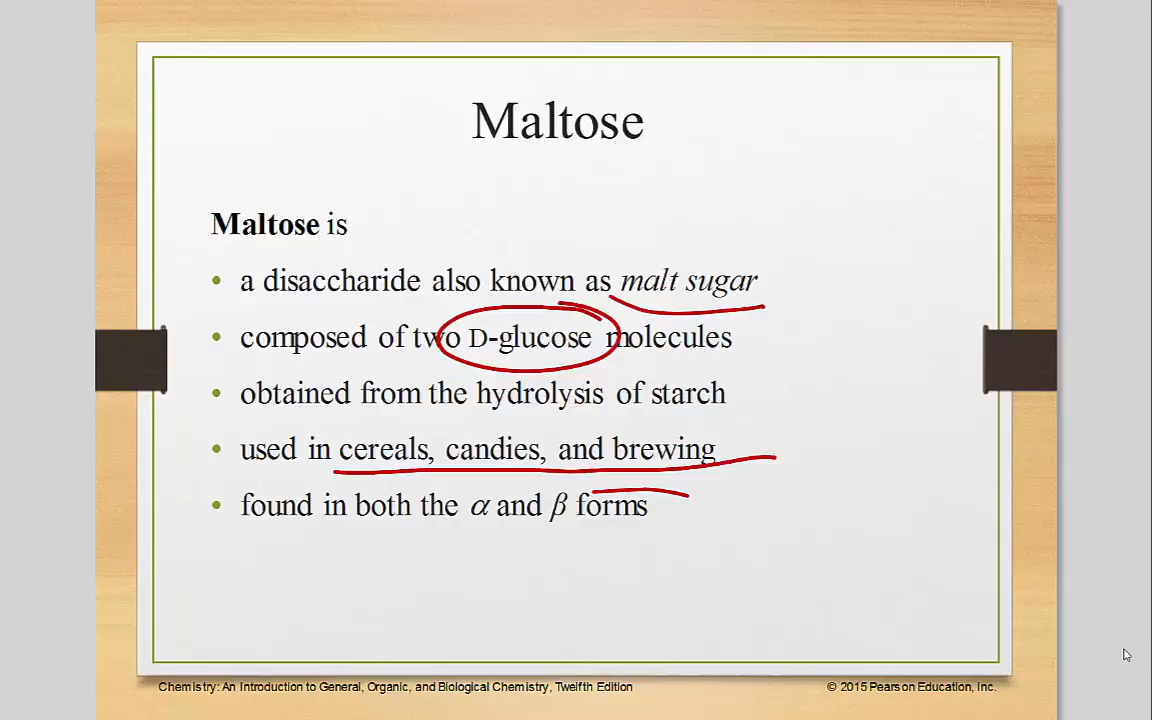 Maltose
Maltose is
• a disaccharide also known as malt sugar
• composed of two D-glucose molecules
• obtained from the hydrolysis of starch
• used in cereals, candies, and brewing
• found in both the α and β forms
Chemistry: An Introduction to General, Organic, and Biological Chemistry, Twelfth Edition
© 2015 Pearson Education, Inc.